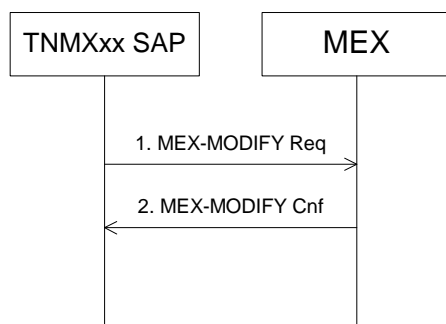 TNMXxx SAP
MEX
1. MEX-MODIFY Req
2. MEX-MODIFY Cnf